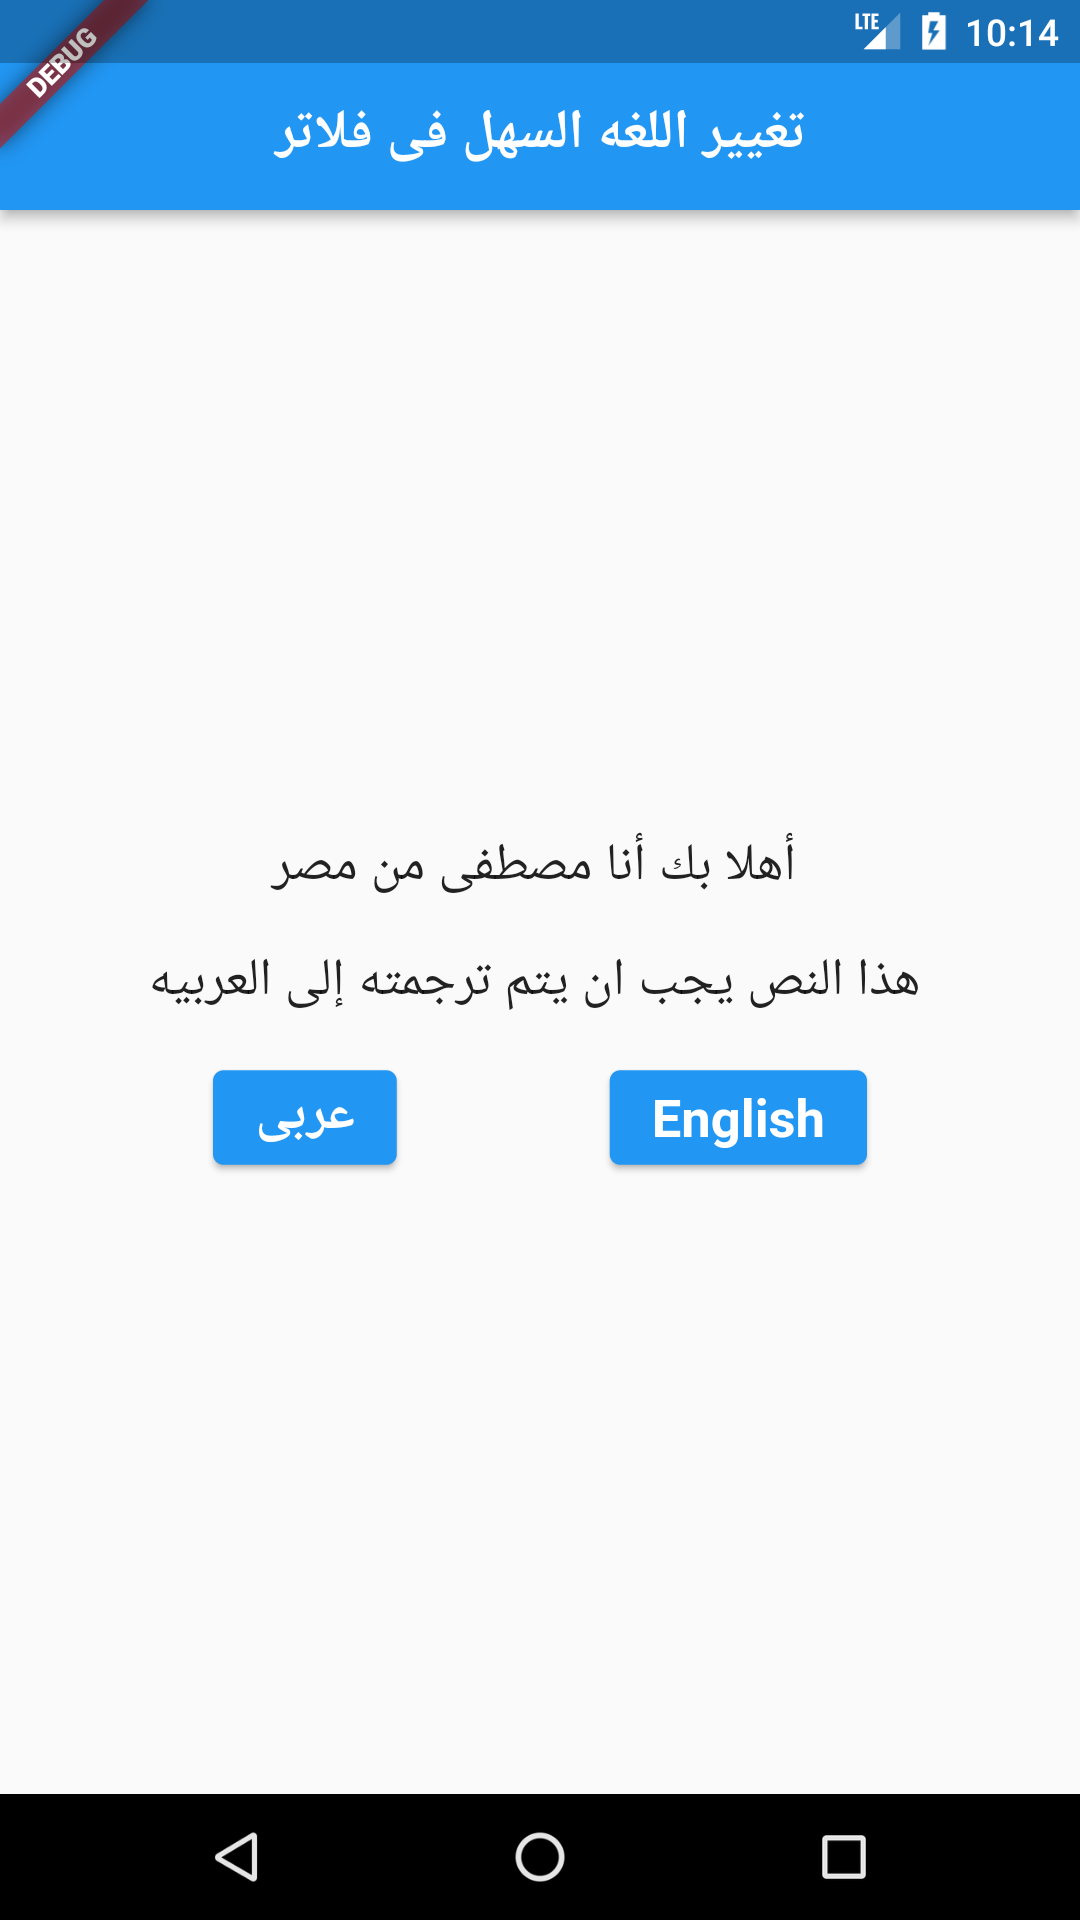 LTE 10:14
DEBUG
تغيير اللغه السهل فى فلاتر
أهلا بك أنا مصطفى من مصر
هذا النص يجب ان يتم ترجمته إلى العربيه
English
عربى